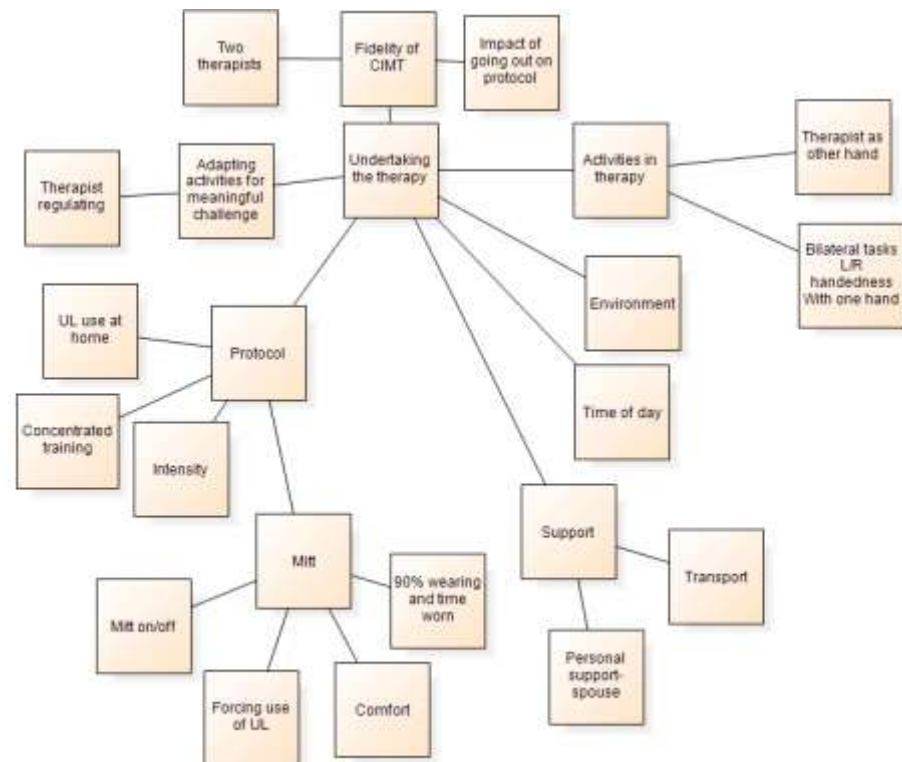 Two
therapists
Fidelity of
CIMT
Impact of
going out on
protocol
Therapist
regulating
Adapting
activities for
meaningful
challenge
Undertaking
the therapy
Activities in
therapy
Therapist as
other hand
Bilateral tasks
L/R
handedness
With one hand
Environment
UL use at
home
Protocol
Time of day
Concentrated
training
Intensity
Support
Mitt
90% wearing
and time
worn
Transport
Mitt on/off
Personal
support-
spouse
Forcing use
of UL
Comfort